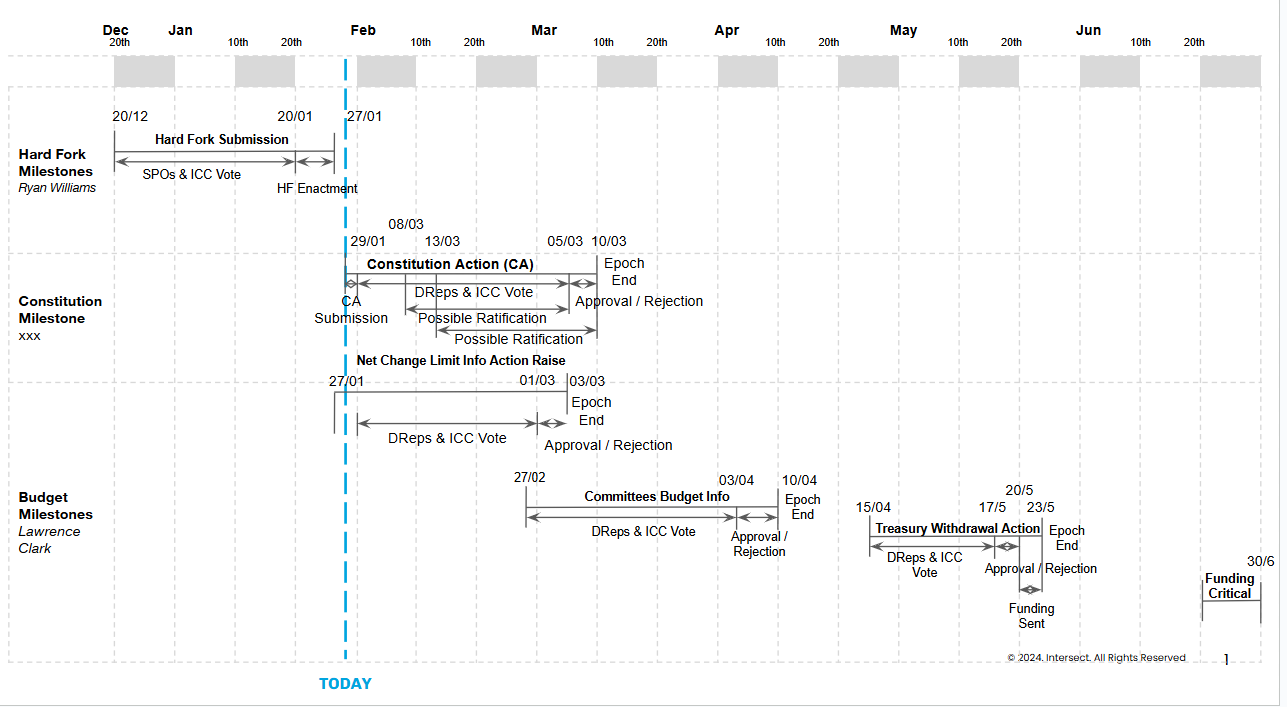 Dec Jan Feb Mar Apr May Jun
20th 10th 20th 10th 20th 10th 20th 10th 20th 10th 20th 10th 20th
20/12 20/01 27/01
Hard Fork Submission
Hard Fork
Milestones
Ryan Williams
SPOs & ICC Vote
HF Enactment
08/03
29/01 13/03 05/03 10/03
Constitution Action (CA)
Epoch
End
Constitution
Milestone
xxx
DReps & ICC Vote
CA
Submission
Approval / Rejection
Possible Ratification
Possible Ratification
Net Change Limit Info Action Raise
27/01 01/03 03/03
Epoch
End
DReps & ICC Vote
Approval / Rejection
Budget
Milestones
Lawrence
Clark
27/02 03/04 10/04
Committees Budget Info
Epoch
End
DReps & ICC Vote
Approval /
Rejection
20/5
15/04 17/5 23/5
Treasury Withdrawal Action
Epoch
End
DReps & ICC
Vote
Approval / Rejection
Funding
Sent
30/6
Funding
Critical
© 2024. Intersect. All Rights Reserved 1
TODAY